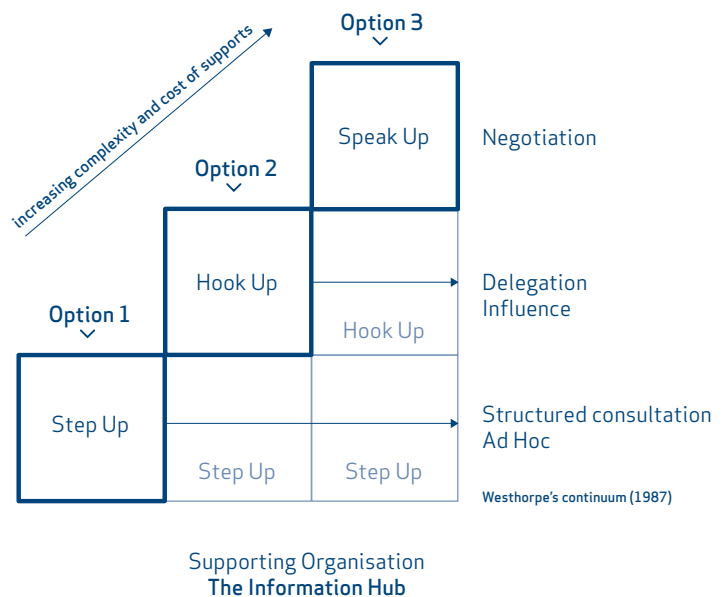 Option 3
increasing complexity and cost of supports
Speak Up
Negotiation
Option 2
Hook Up
Delegation
Influence
Hook Up
Option 1
Step Up
Structured consultation
Ad Hoc
Step Up
Step Up
Westhorpe's continuum (1987)
Supporting Organisation
The Information Hub